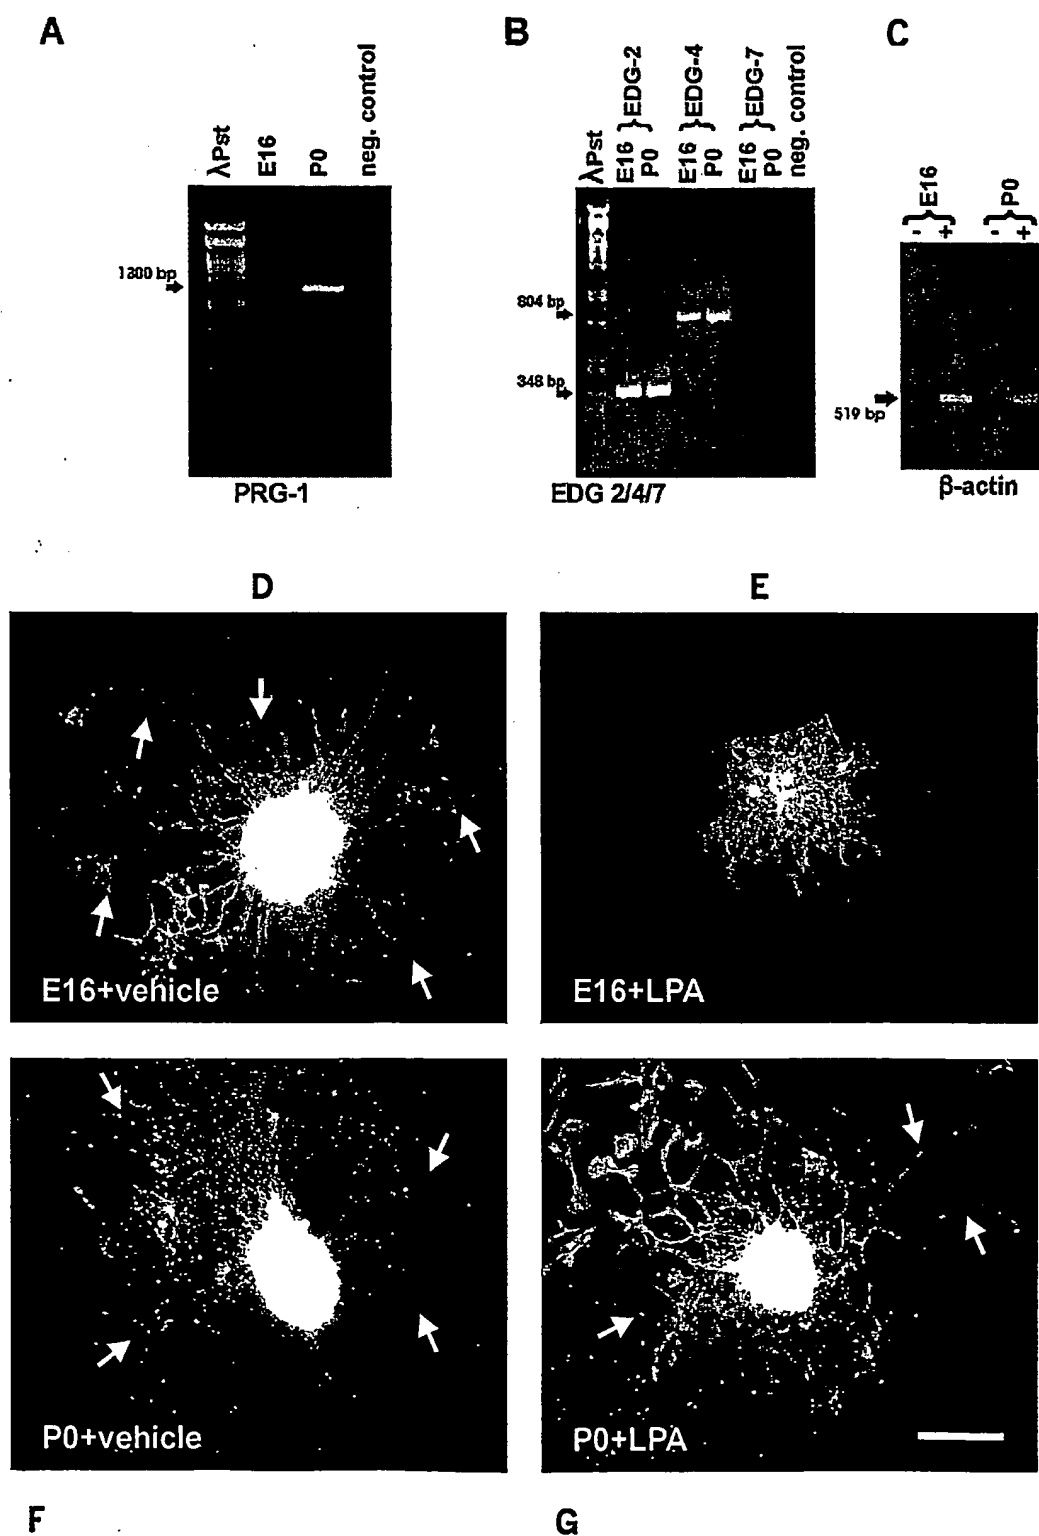 A
B
C
λPst
E16
P0
neg. control
1300 bp
PRG-1
λPst
E16
P0
}EDG-2
E16
P0
}EDG-4
E16
P0
}EDG-7
neg. control
804 bp
348 bp
EDG 2/4/7
- + }E16
- + }P0
519 bp
β-actin
D
E
E16+vehicle
E16+LPA
P0+vehicle
P0+LPA
F
G